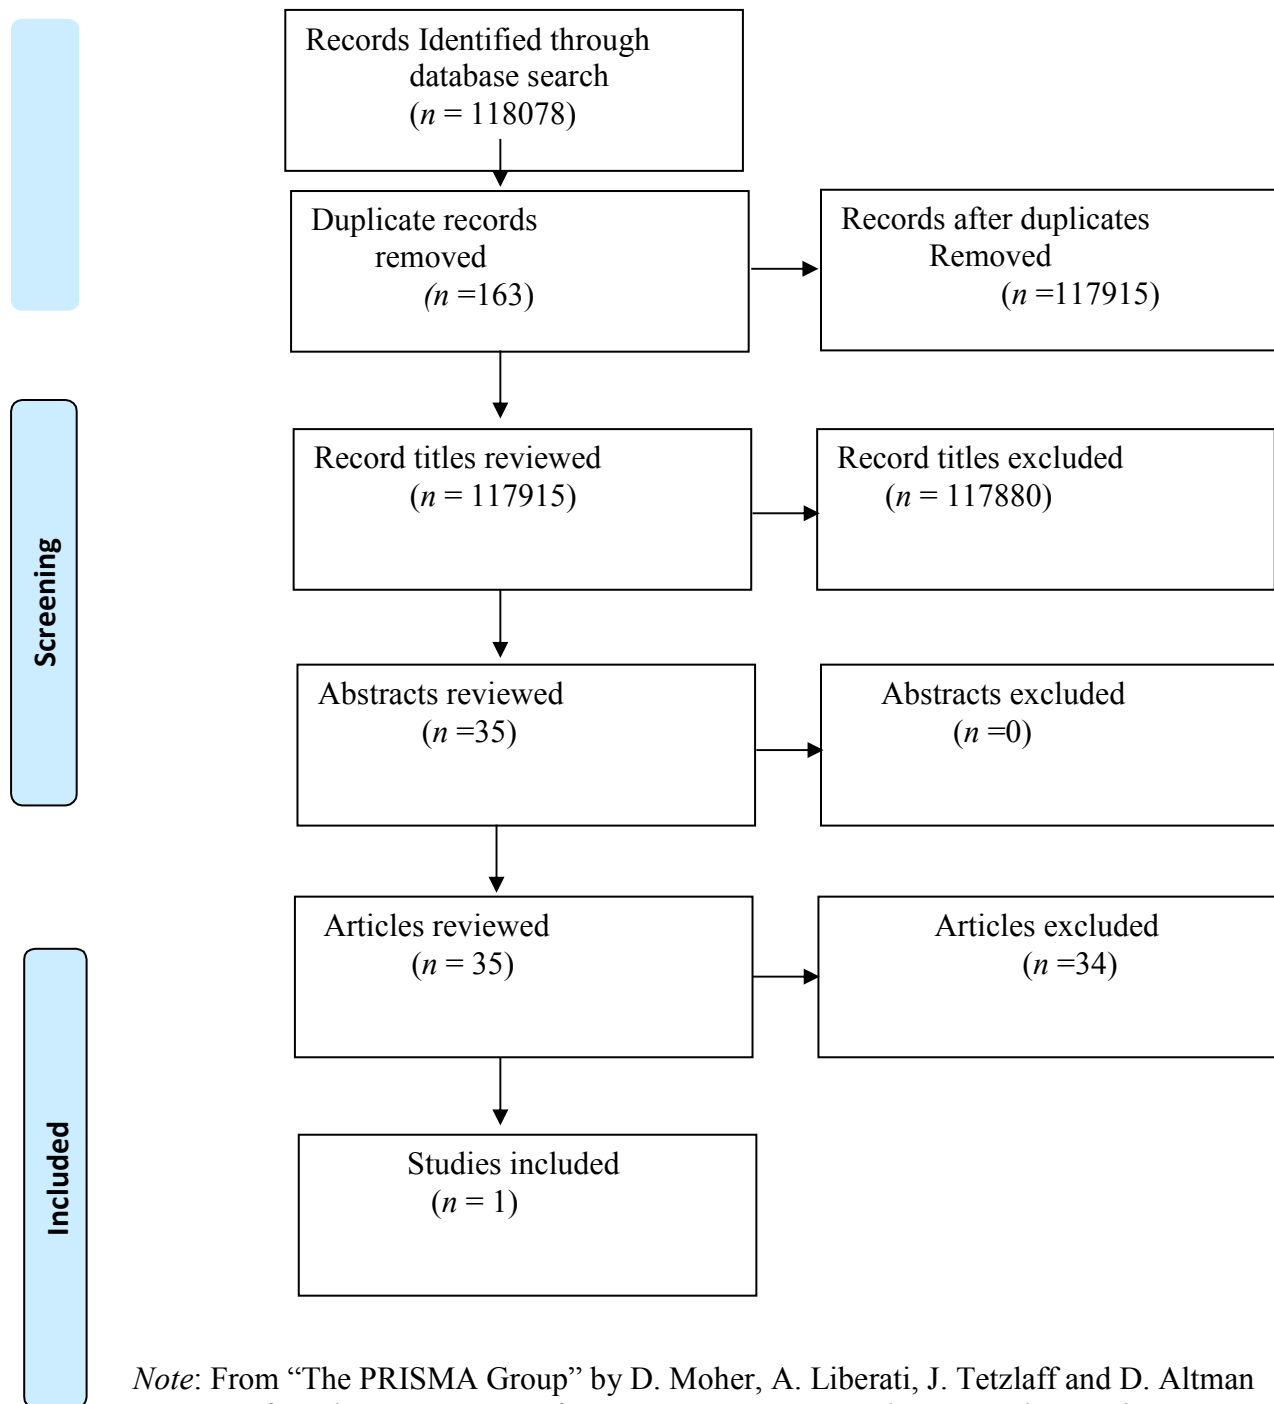 Records Identified through
database search
(n = 118078)
Duplicate records
removed
(n =163)
Records after duplicates
Removed
(n =117915)
Screening
Record titles reviewed
(n = 117915)
Record titles excluded
(n = 117880)
Abstracts reviewed
(n =35)
Abstracts excluded
(n =0)
Articles reviewed
(n = 35)
Articles excluded
(n =34)
Included
Studies included
(n = 1)
Note: From “The PRISMA Group” by D. Moher, A. Liberati, J. Tetzlaff and D. Altman